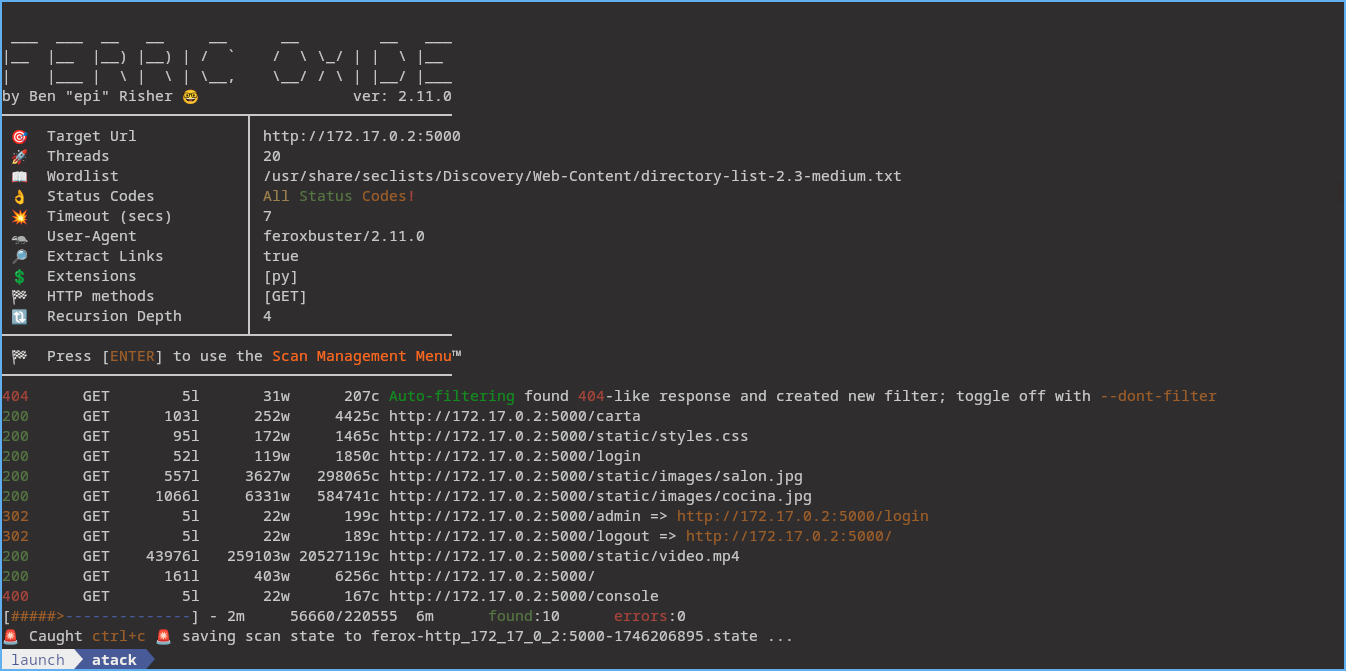 ___  ___  __   __     __      __         __   ___
|__  |__  |__) |__) | /  `    /  \ \_/ | |  \ |__
|    |___ |  \ |  \ | \__,    \__/ / \ | |__/ |___
by Ben "epi" Risher 🤓                 ver: 2.11.0
🎯 Target Url │ http://172.17.0.2:5000
🚀 Threads │ 20
📖 Wordlist │ /usr/share/seclists/Discovery/Web-Content/directory-list-2.3-medium.txt
👌 Status Codes │ All Status Codes!
💥 Timeout (secs) │ 7
🦡 User-Agent │ feroxbuster/2.11.0
🔎 Extract Links │ true
💲 Extensions │ [py]
🏁 HTTP methods │ [GET]
🔃 Recursion Depth │ 4
🏁 Press [ENTER] to use the Scan Management Menu™
404      GET        5l       31w      207c Auto-filtering found 404-like response and created new filter; toggle off with --dont-filter
200      GET      103l      252w     4425c http://172.17.0.2:5000/carta
200      GET       95l      172w     1465c http://172.17.0.2:5000/static/styles.css
200      GET       52l      119w     1850c http://172.17.0.2:5000/login
200      GET      557l     3627w   298065c http://172.17.0.2:5000/static/images/salon.jpg
200      GET     1066l     6331w   584741c http://172.17.0.2:5000/static/images/cocina.jpg
302      GET        5l       22w      199c http://172.17.0.2:5000/admin => http://172.17.0.2:5000/login
302      GET        5l       22w      189c http://172.17.0.2:5000/logout => http://172.17.0.2:5000/
200      GET    43976l   259103w 20527119c http://172.17.0.2:5000/static/video.mp4
200      GET      161l      403w     6256c http://172.17.0.2:5000/
400      GET        5l       22w      167c http://172.17.0.2:5000/console
[#####>--------------] - 2m     56660/220555  6m      found:10      errors:0
🚨 Caught ctrl+c 🚨 saving scan state to ferox-http_172_17_0_2:5000-1746206895.state ...
launch atack